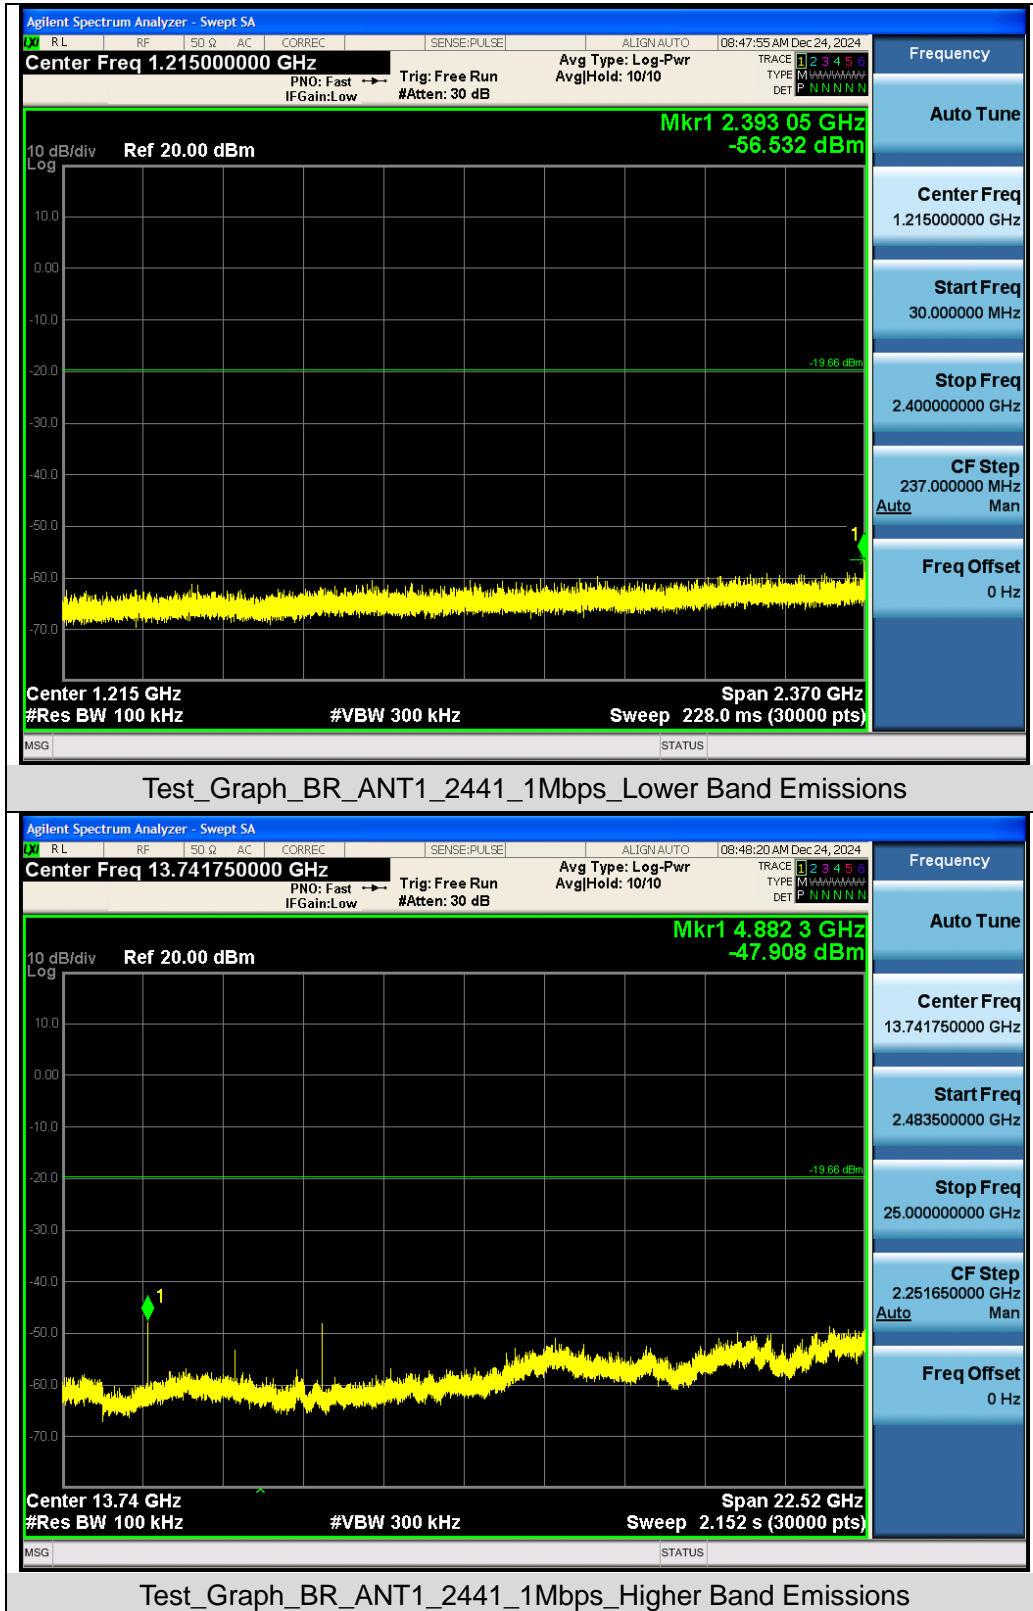 Agilent Spectrum Analyzer - Swept SA
LXI RL RF 50 Ω AC CORREC SENSE:PULSE ALIGN AUTO 08:47:55 AM Dec 24, 2024
Center Freq 1.215000000 GHz
PNO: Fast
IFGain:Low
Trig: Free Run
#Atten: 30 dB
Avg Type: Log-Pwr
Avg|Hold: 10/10
TRACE 1 2 3 4 5 6
TYPE M
DET P N N N N N
Frequency
Mkr1 2.393 05 GHz
-56.532 dBm
10 dB/div Ref 20.00 dBm
Log
10.0
0.00
-10.0
-20.0
-30.0
-40.0
-50.0
-60.0
-70.0
-19.66 dBm
1
Auto Tune
Center Freq
1.215000000 GHz
Start Freq
30.000000 MHz
Stop Freq
2.400000000 GHz
CF Step
237.000000 MHz
Auto Man
Freq Offset
0 Hz
Center 1.215 GHz Span 2.370 GHz
#Res BW 100 kHz #VBW 300 kHz Sweep 228.0 ms (30000 pts)
MSG STATUS
Test_Graph_BR_ANT1_2441_1Mbps_Lower Band Emissions
Agilent Spectrum Analyzer - Swept SA
LXI RL RF 50 Ω AC CORREC SENSE:PULSE ALIGN AUTO 08:48:20 AM Dec 24, 2024
Center Freq 13.741750000 GHz
PNO: Fast
IFGain:Low
Trig: Free Run
#Atten: 30 dB
Avg Type: Log-Pwr
Avg|Hold: 10/10
TRACE 1 2 3 4 5 6
TYPE M
DET P N N N N N
Frequency
Mkr1 4.882 3 GHz
-47.908 dBm
10 dB/div Ref 20.00 dBm
Log
10.0
0.00
-10.0
-20.0
-30.0
-40.0
-50.0
-60.0
-70.0
-19.66 dBm
1
Auto Tune
Center Freq
13.741750000 GHz
Start Freq
2.483500000 GHz
Stop Freq
25.000000000 GHz
CF Step
2.251650000 GHz
Auto Man
Freq Offset
0 Hz
Center 13.74 GHz Span 22.52 GHz
#Res BW 100 kHz #VBW 300 kHz Sweep 2.152 s (30000 pts)
MSG STATUS
Test_Graph_BR_ANT1_2441_1Mbps_Higher Band Emissions